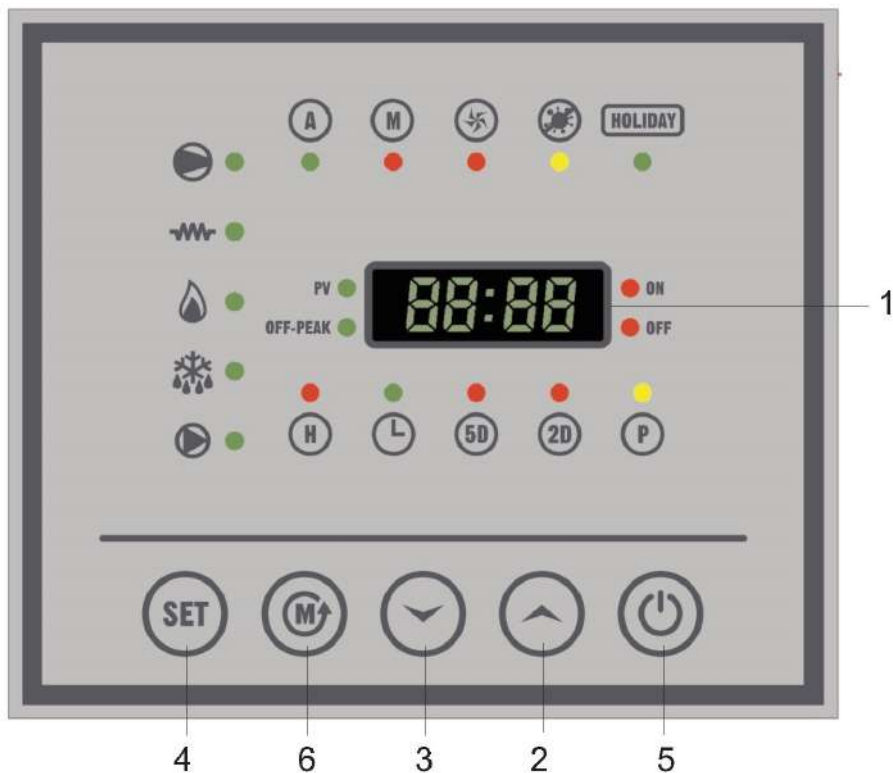 A M HOLIDAY
PV 88:88 ON
OFF-PEAK OFF
1
H 5D 2D P
SET M
4 6 3 2 5